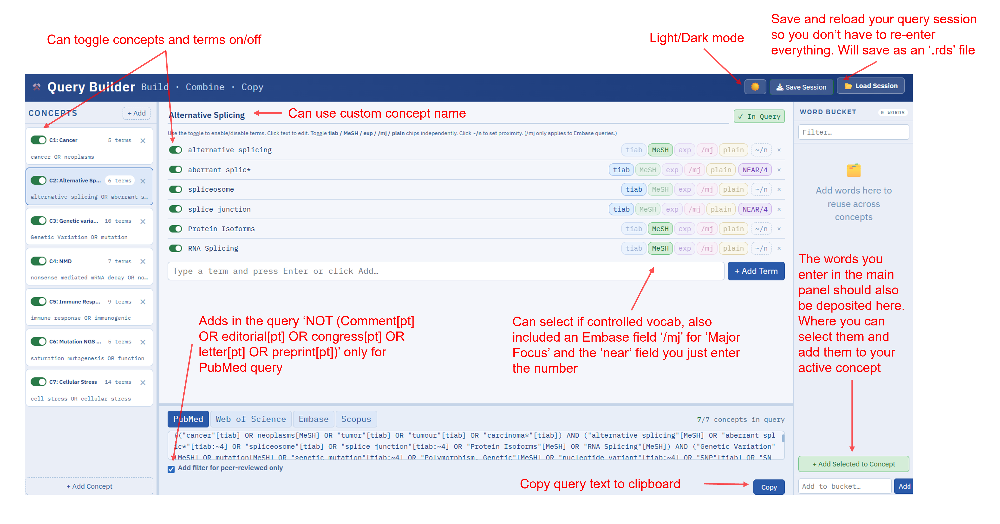 Save and reload your query session
so you don’t have to re-enter
everything. Will save as an ‘.rds’ file
Can toggle concepts and terms on/off
Light/Dark mode
Query Builder Build · Combine · Copy
Save Session
Load Session
CONCEPTS
+ Add
C1: Cancer 5 terms ×
cancer OR neoplasms
C2: Alternative Sp... 6 terms ×
alternative splicing OR aberrant s…
C3: Genetic varia... 10 terms ×
Genetic Variation OR mutation
C4: NMD 7 terms ×
nonsense mediated mRNA decay OR no…
C5: Immune Resp... 9 terms ×
immune response OR immunogenic
C6: Mutation NGS ... 5 terms ×
saturation mutagenesis OR function
C7: Cellular Stress 14 terms ×
cell stress OR cellular stress
+ Add Concept
Alternative Splicing
Can use custom concept name
✓ In Query
Use the toggle to enable/disable terms. Click text to edit. Toggle tiab / MeSH / exp / /mj / plain chips independently. Click ~/n to set proximity. (/mj only applies to Embase queries.)
alternative splicing tiab MeSH exp /mj plain ~/n ×
aberrant splic* tiab MeSH exp /mj plain NEAR/4 ×
spliceosome tiab MeSH exp /mj plain ~/n ×
splice junction tiab MeSH exp /mj plain NEAR/4 ×
Protein Isoforms tiab MeSH exp /mj plain ~/n ×
RNA Splicing tiab MeSH exp /mj plain ~/n ×
Type a term and press Enter or click Add…
+ Add Term
Adds in the query ‘NOT (Comment[pt]
OR editorial[pt] OR congress[pt] OR
letter[pt] OR preprint[pt])’ only for
PubMed query
Can select if controlled vocab, also
included an Embase field ‘/mj’ for ‘Major
Focus’ and the ‘near’ field you just enter
the number
PubMed Web of Science Embase Scopus
7/7 concepts in query
(("cancer"[tiab] OR neoplasms[MeSH] OR "tumor"[tiab] OR "tumour"[tiab] OR "carcinoma*"[tiab]) AND ("alternative splicing"[MeSH] OR "aberrant spl
ic*"[tiab:~4] OR "spliceosome"[tiab] OR "splice junction"[tiab:~4] OR "Protein Isoforms"[MeSH] OR "RNA Splicing"[MeSH]) AND ("Genetic Variation"
[MeSH] OR mutation[MeSH] OR "genetic mutation"[tiab:~4] OR "Polymorphism, Genetic"[MeSH] OR "nucleotide variant"[tiab:~4] OR "SNP"[tiab] OR "SN
Add filter for peer-reviewed only
Copy query text to clipboard
Copy
WORD BUCKET 0 WORDS
Filter…
Add words here to
reuse across
concepts
The words you
enter in the main
panel should also
be deposited here.
Where you can
select them and
add them to your
active concept
+ Add Selected to Concept
Add to bucket…
Add